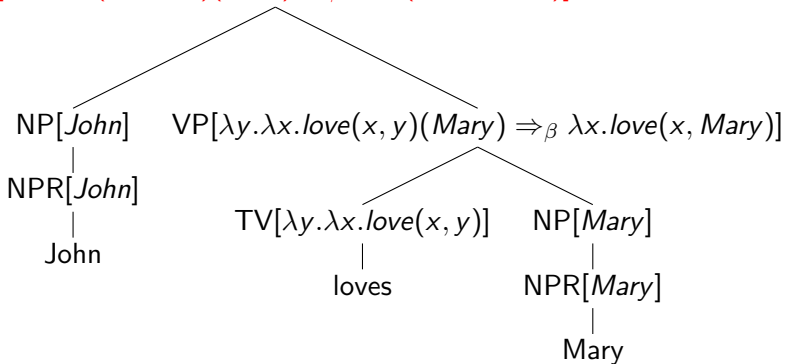 NP[John] VP[λy.λx.love(x, y)(Mary) ⇒β λx.love(x, Mary)]
NPR[John]
TV[λy.λx.love(x, y)] NP[Mary]
John
loves NPR[Mary]
Mary